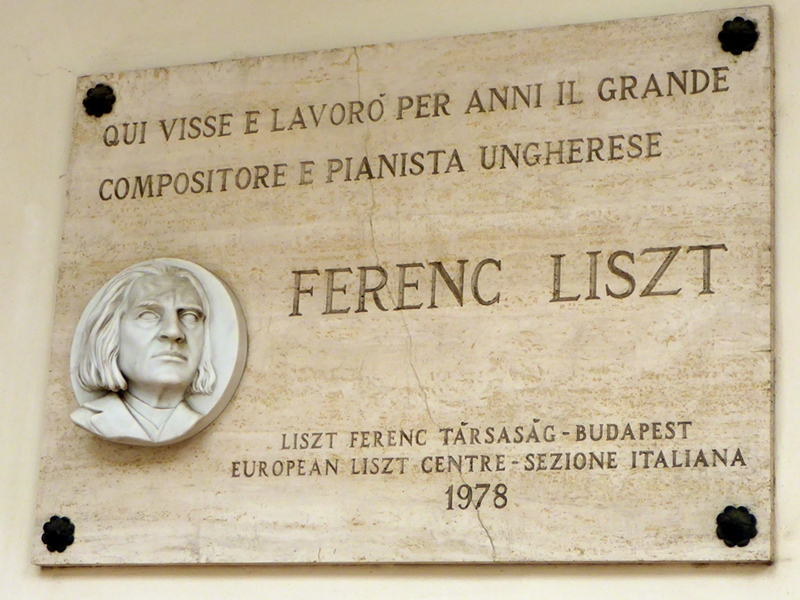 QUI VISSE E LAVORÓ PER ANNI IL GRANDE
COMPOSITORE E PIANISTA UNGHERESE
FERENC LISZT
LISZT FERENC TÁRSASÁG-BUDAPEST
EUROPEAN LISZT CENTRE-SEZIONE ITALIANA
1978